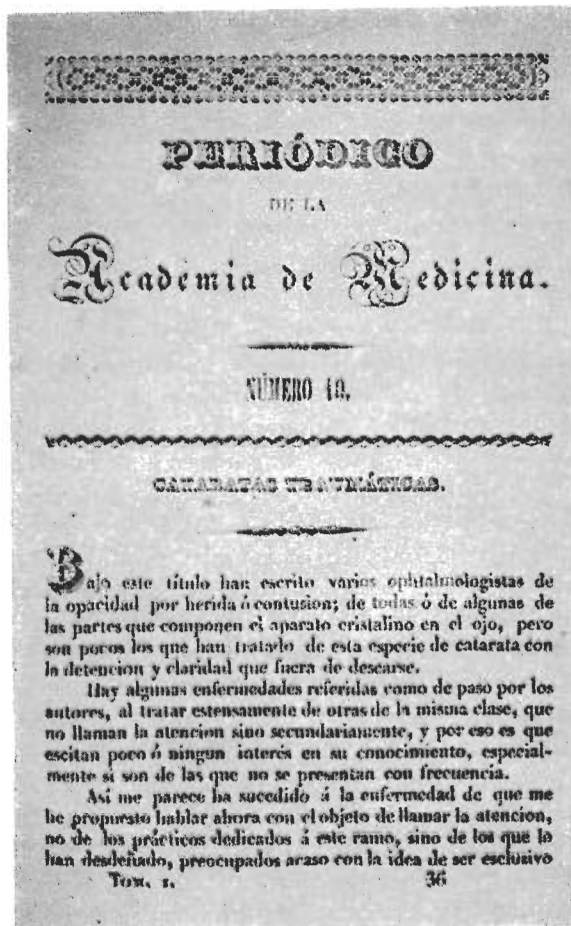 PERIÓDICO
DE LA
Academia de Medicina.
NÚMERO 10.
CATARATAS TRAUMÁTICAS.
Bajo este título han escrito varios ophtalmologistas de
la opacidad por herida ó contusion; de todas ó de algunas de
las partes que componen el aparato cristalino en el ojo, pero
son pocos los que han tratado de esta especie de catarata con
la detencion y claridad que fuera de desearse.
Hay algunas enfermedades referidas como de paso por los
autores, al tratar estensamente de otras de la misma clase, que
no llaman la atencion sino secundariamente, y por eso es que
escitan poco ó ningun interés en su conocimiento, especial-
mente si son de las que no se presentan con frecuencia.
Asi me parece ha sucedido á la enfermedad de que me
he propuesto hablar ahora con el objeto de llamar la atencion,
no de los prácticos dedicados á este ramo, sino de los que lo
han desdeñado, preocupados acaso con la idea de ser esclusivo
Tom. I. 36